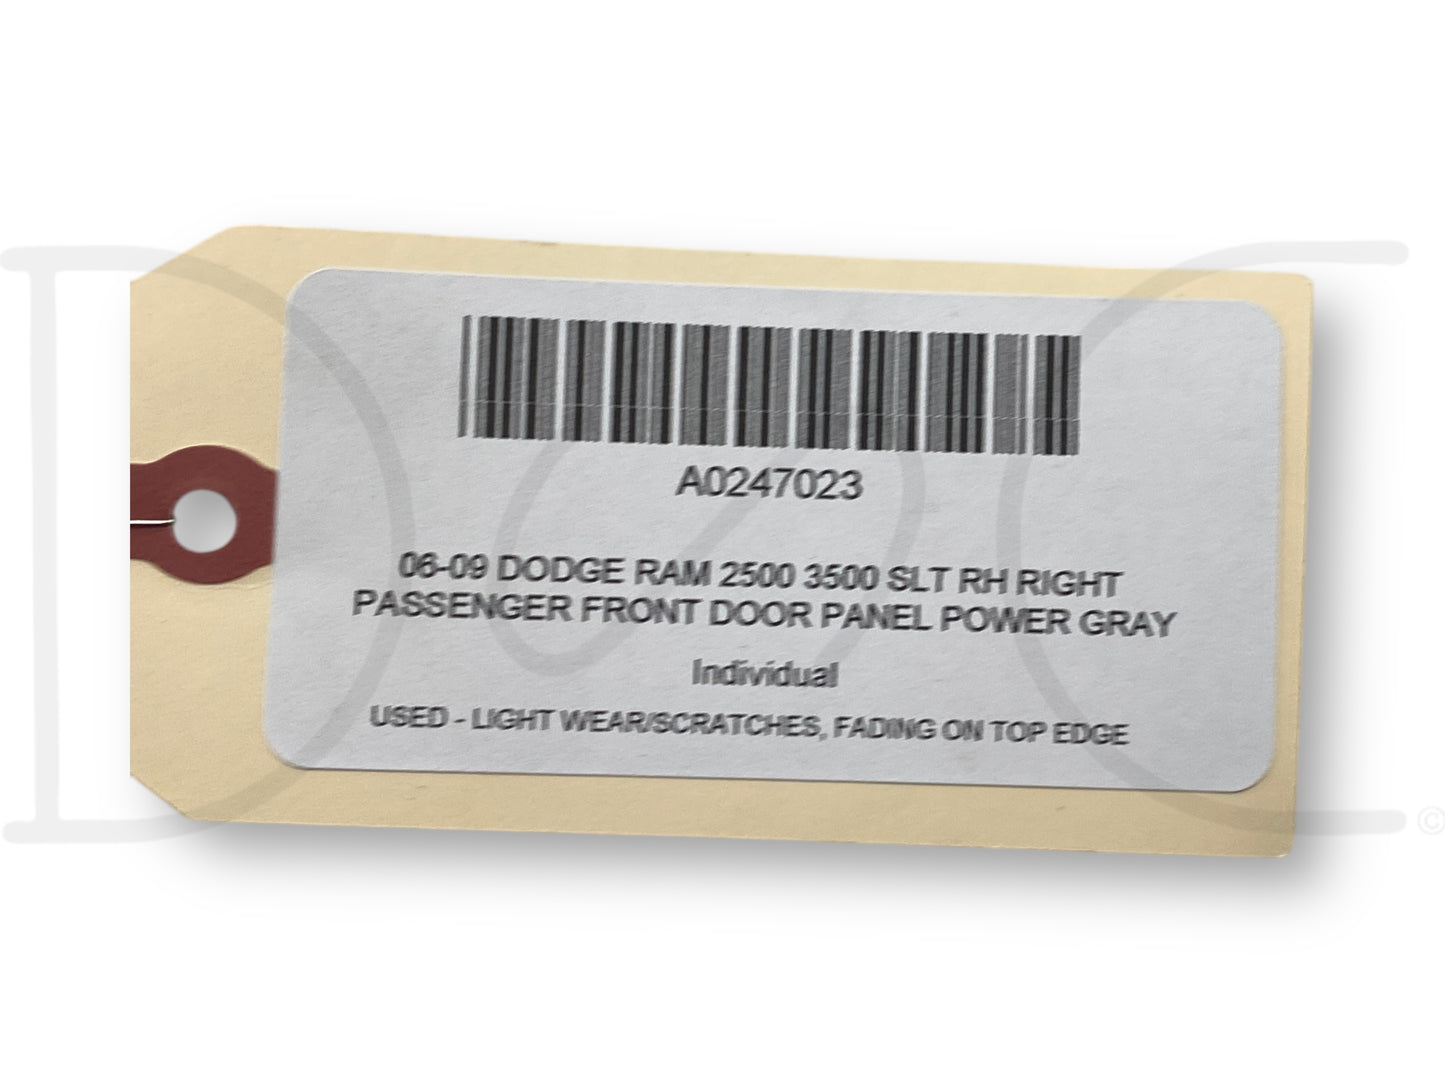 A0247023
06-09 DODGE RAM 2500 3500 SLT RH RIGHT
PASSENGER FRONT DOOR PANEL POWER GRAY
Individual
USED - LIGHT WEAR/SCRATCHES, FADING ON TOP EDGE
©